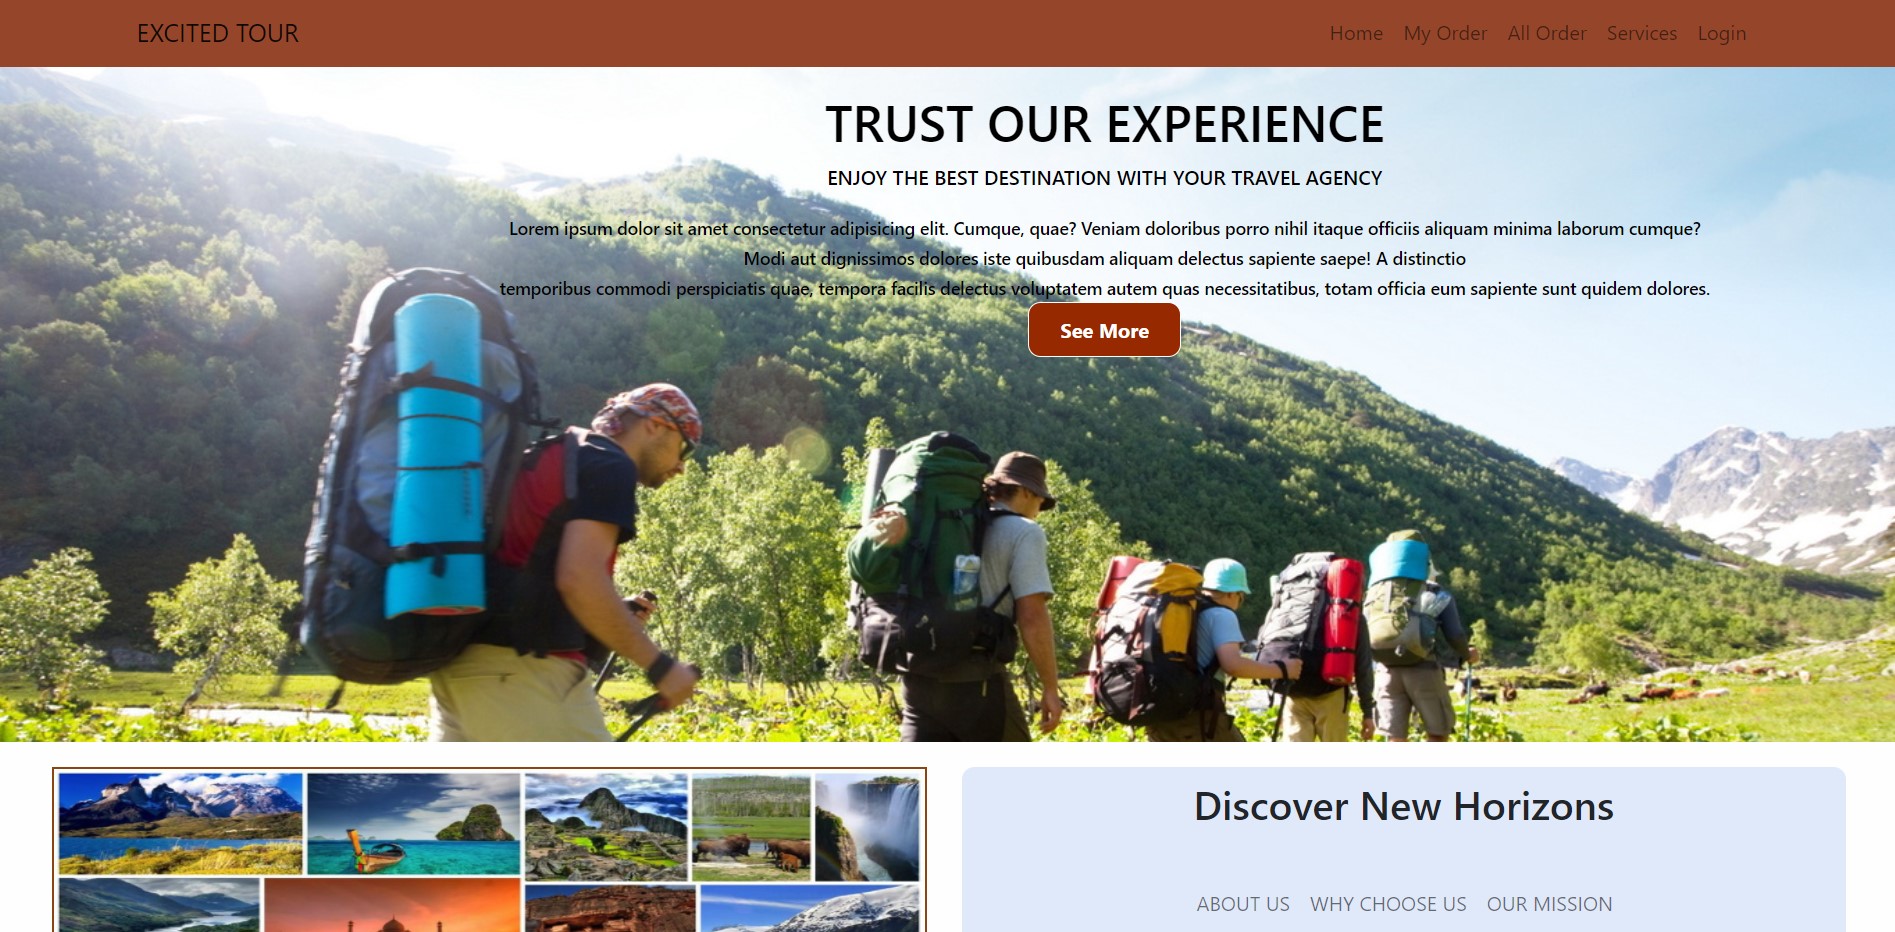 EXCITED TOUR
Home My Order All Order Services Login
TRUST OUR EXPERIENCE
ENJOY THE BEST DESTINATION WITH YOUR TRAVEL AGENCY
Lorem ipsum dolor sit amet consectetur adipisicing elit. Cumque, quae? Veniam doloribus porro nihil itaque officiis aliquam minima laborum cumque?
Modi aut dignissimos dolores iste quibusdam aliquam delectus sapiente saepe! A distinctio
temporibus commodi perspiciatis quae, tempora facilis delectus voluptatem autem quas necessitatibus, totam officia eum sapiente sunt quidem dolores.
See More
Discover New Horizons
ABOUT US WHY CHOOSE US OUR MISSION